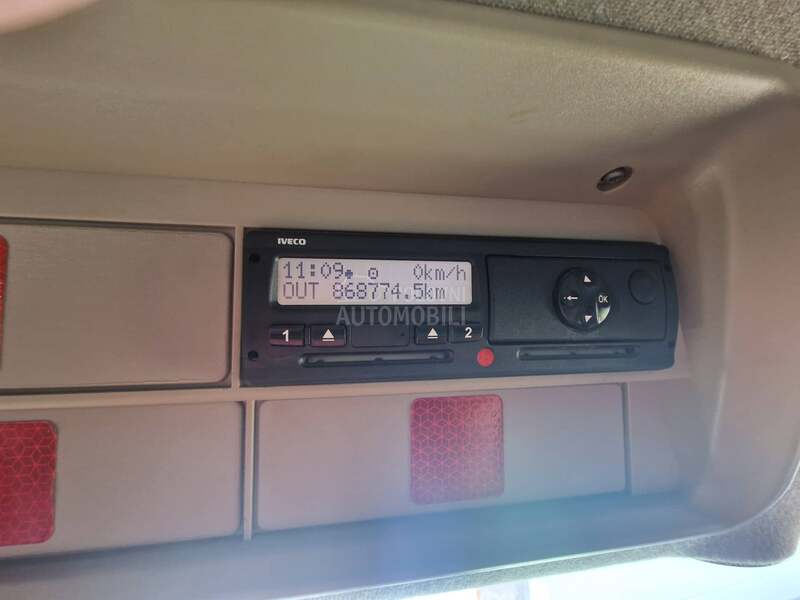 IVECO
11:09 0km/h
OUT 868774.5km
1 2
OK
AUTOMOBILI